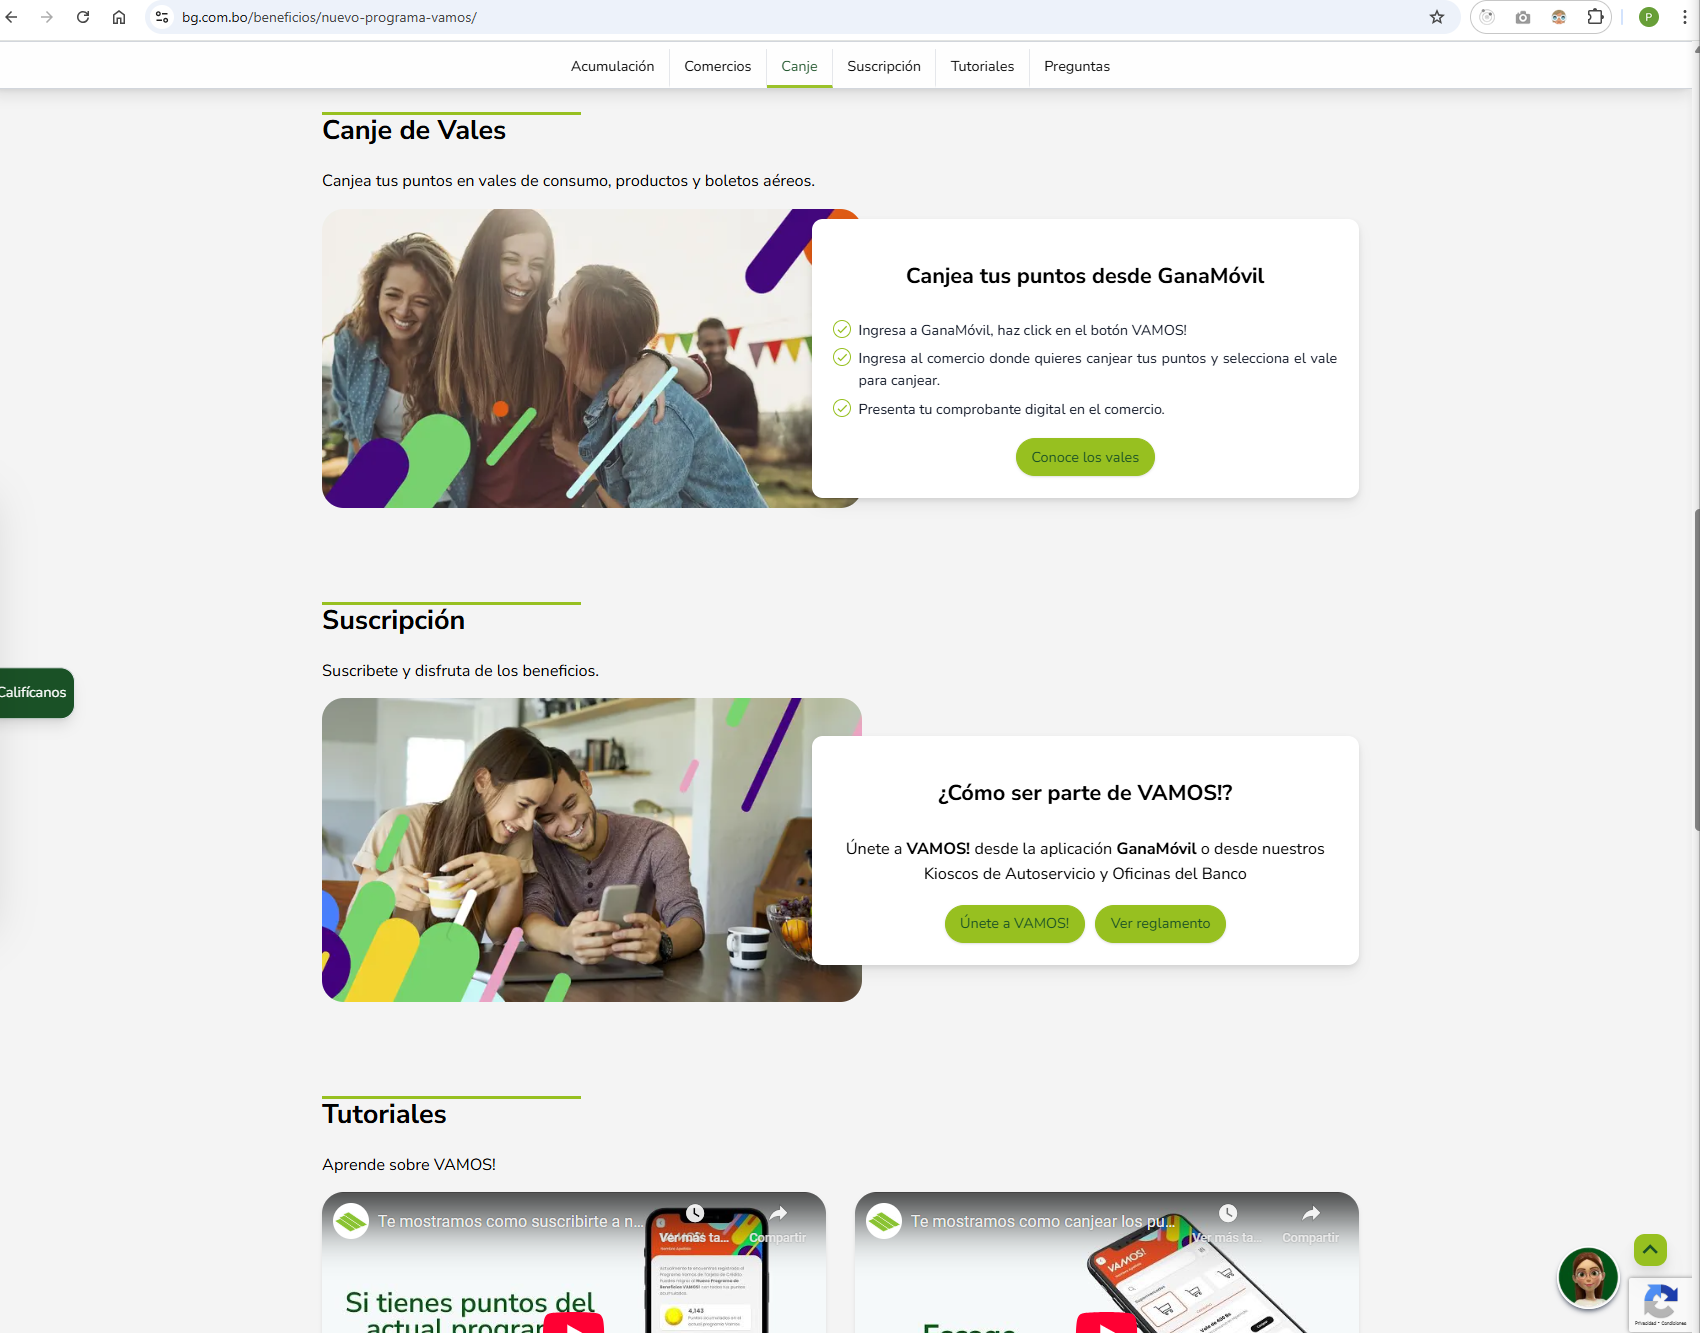 bg.com.bo/beneficios/nuevo-programa-vamos/
P
Acumulación
Comercios
Canje
Suscripción
Tutoriales
Preguntas
Canje de Vales
Canjea tus puntos en vales de consumo, productos y boletos aéreos.
Canjea tus puntos desde GanaMóvil
Ingresa a GanaMóvil, haz click en el botón VAMOS!
Ingresa al comercio donde quieres canjear tus puntos y selecciona el vale
para canjear.
Presenta tu comprobante digital en el comercio.
Conoce los vales
Suscripción
Suscribete y disfruta de los beneficios.
Califícanos
¿Cómo ser parte de VAMOS!?
Únete a VAMOS! desde la aplicación GanaMóvil o desde nuestros
Kioscos de Autoservicio y Oficinas del Banco
Únete a VAMOS!
Ver reglamento
Tutoriales
Aprende sobre VAMOS!
Te mostramos como suscribirte a n...
Ver más ta...
Compartir
Si tienes puntos del
actual program
4,143
Te mostramos como canjear los pu...
Ver más ta...
Compartir
VAMOS!
Privacidad - Condiciones